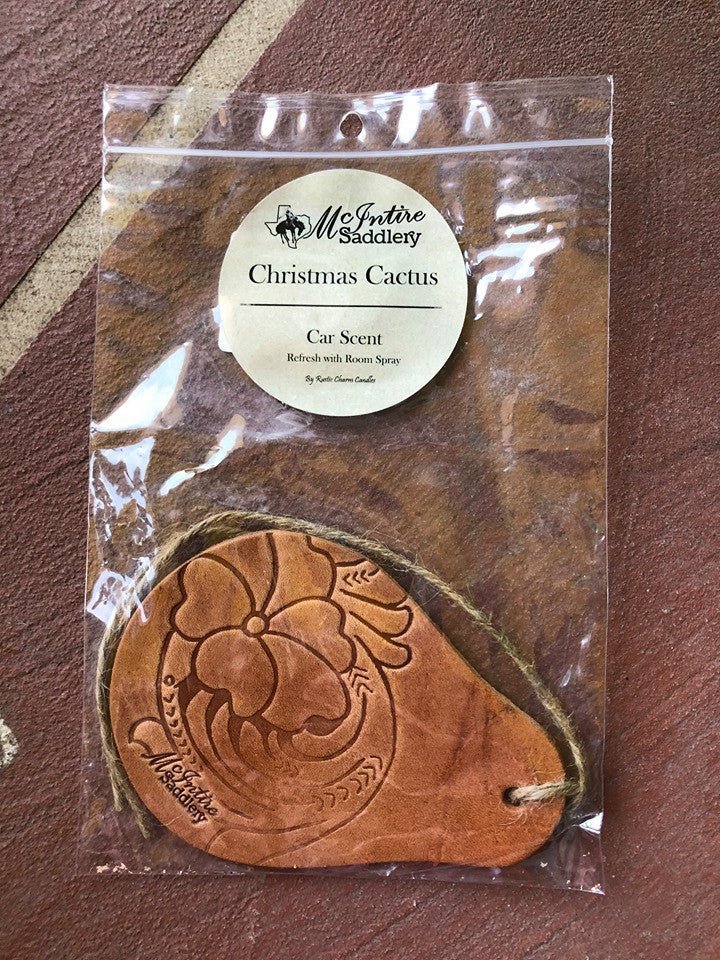 McIntire
Saddlery
Christmas Cactus
Car Scent
Refresh with Room Spray
By Rustic Charm Candles
McIntire
Saddlery